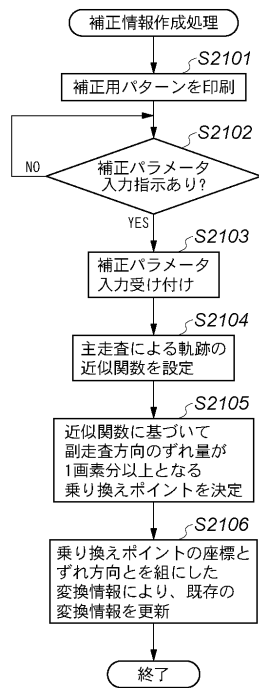 補正情報作成処理
S2101
補正用パターンを印刷
S2102
NO
補正パラメータ
入力指示あり?
YES
S2103
補正パラメータ
入力受け付け
S2104
主走査による軌跡の
近似関数を設定
S2105
近似関数に基づいて
副走査方向のずれ量が
1画素分以上となる
乗り換えポイントを決定
S2106
乗り換えポイントの座標と
ずれ方向とを組にした
変換情報により、既存の
変換情報を更新
終了